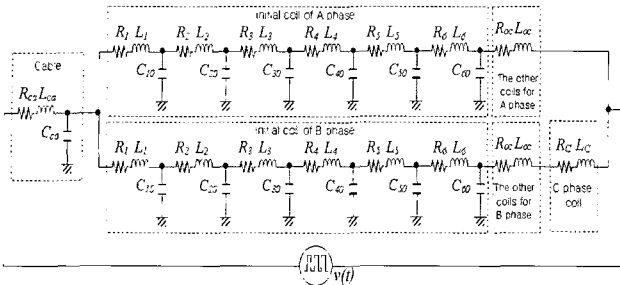 Initial coil of A phase
R1 L1 R2 L2 R3 L3 R4 L4 R5 L5 R6 L6 Roc Loc
Cable
C10 C20 C30 C40 C50 C60
The other
coils for
A phase
Rca Lca
Cc0
Initial coil of B phase
R1 L1 R2 L2 R3 L3 R4 L4 R5 L5 R6 L6 Roc Loc RC LC
C10 C20 C30 C40 C50 C60
The other
coils for
B phase
C phase
coil
v(t)